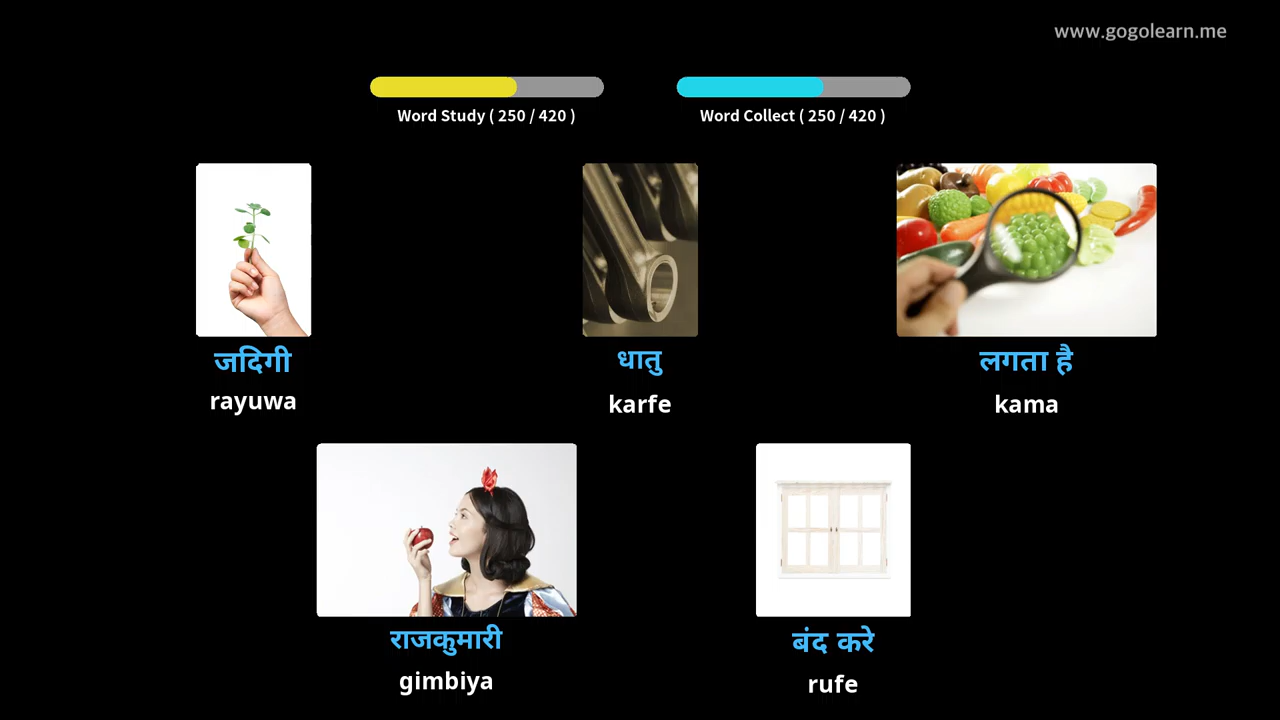 www.gogolearn.me
Word Study ( 250 / 420 )
Word Collect ( 250 / 420 )
जदिगी
rayuwa
धातु
karfe
लगता है
kama
राजकुमारी
gimbiya
बंद करे
rufe